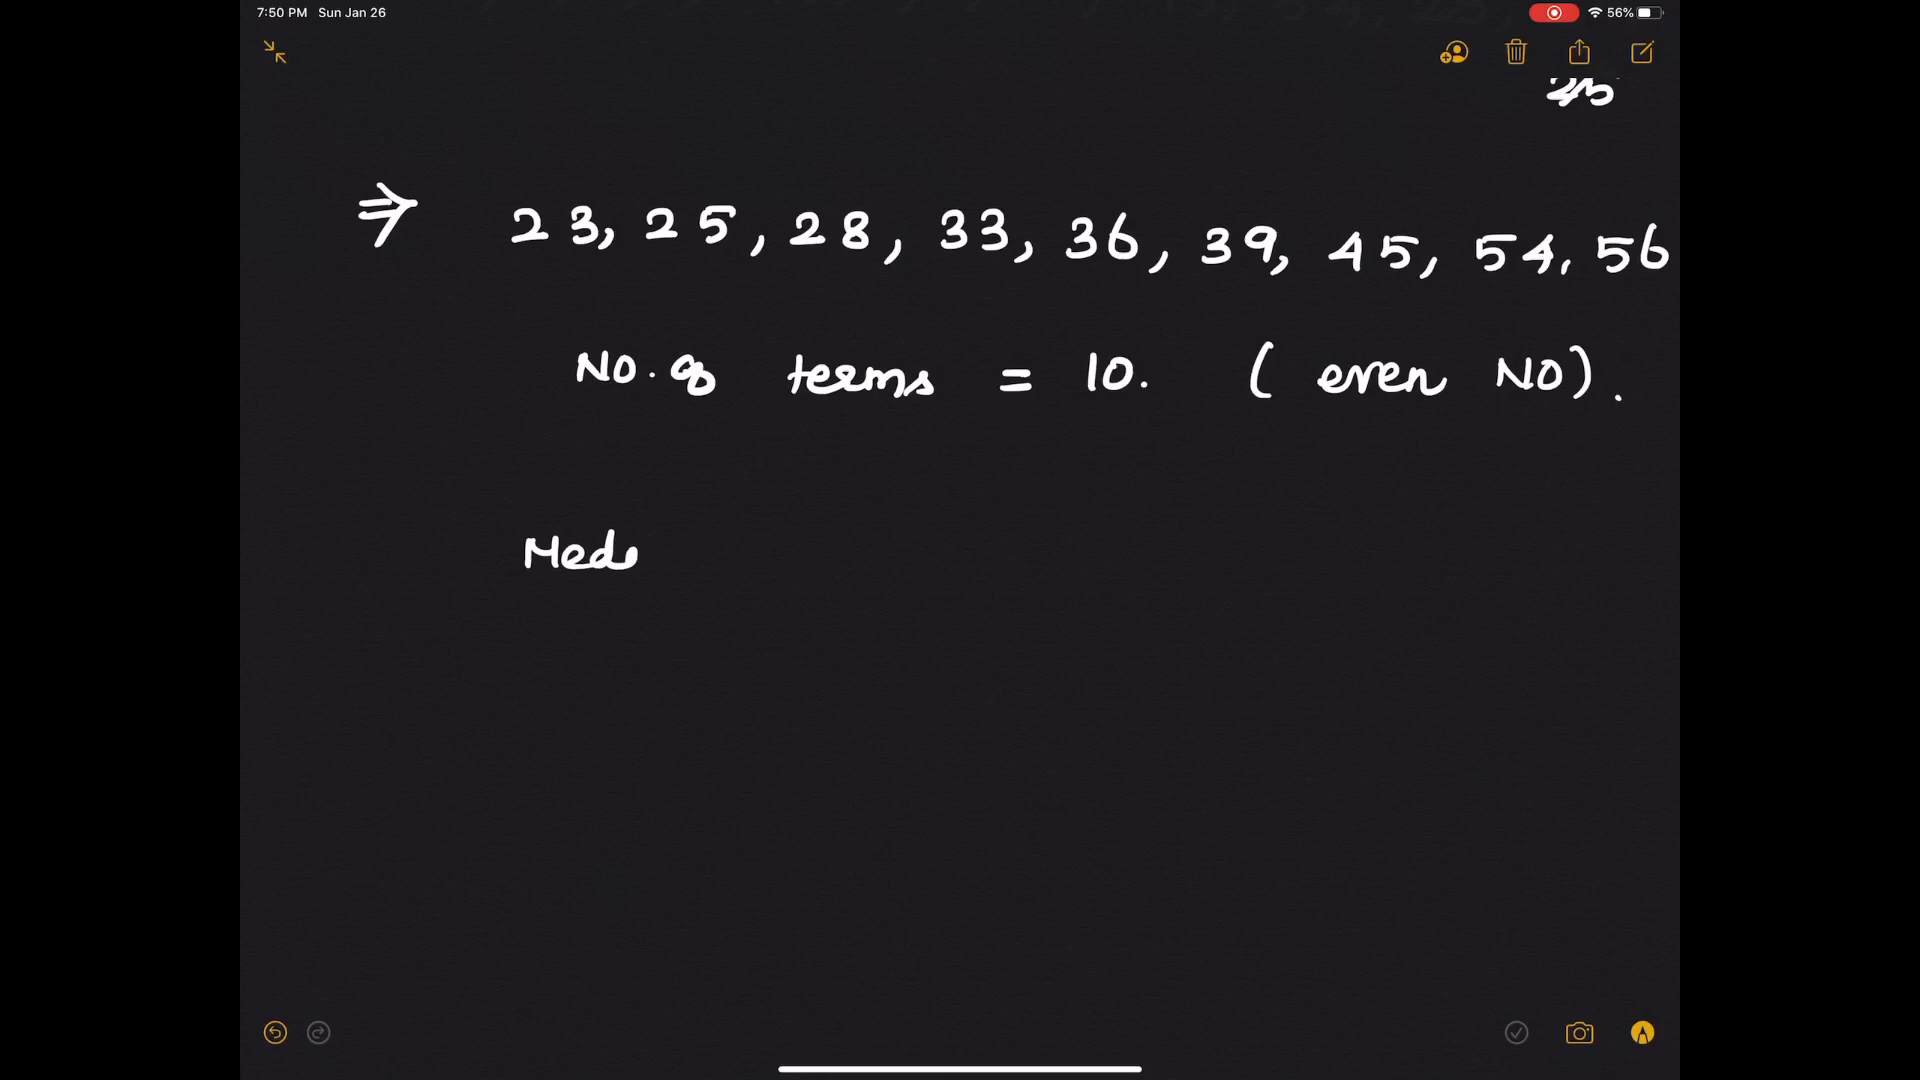 7:50 PM Sun Jan 26
56%
⇒ 23, 25, 28, 33, 36, 39, 45, 54, 56
NO. of terms = 10. (even NO).
Med